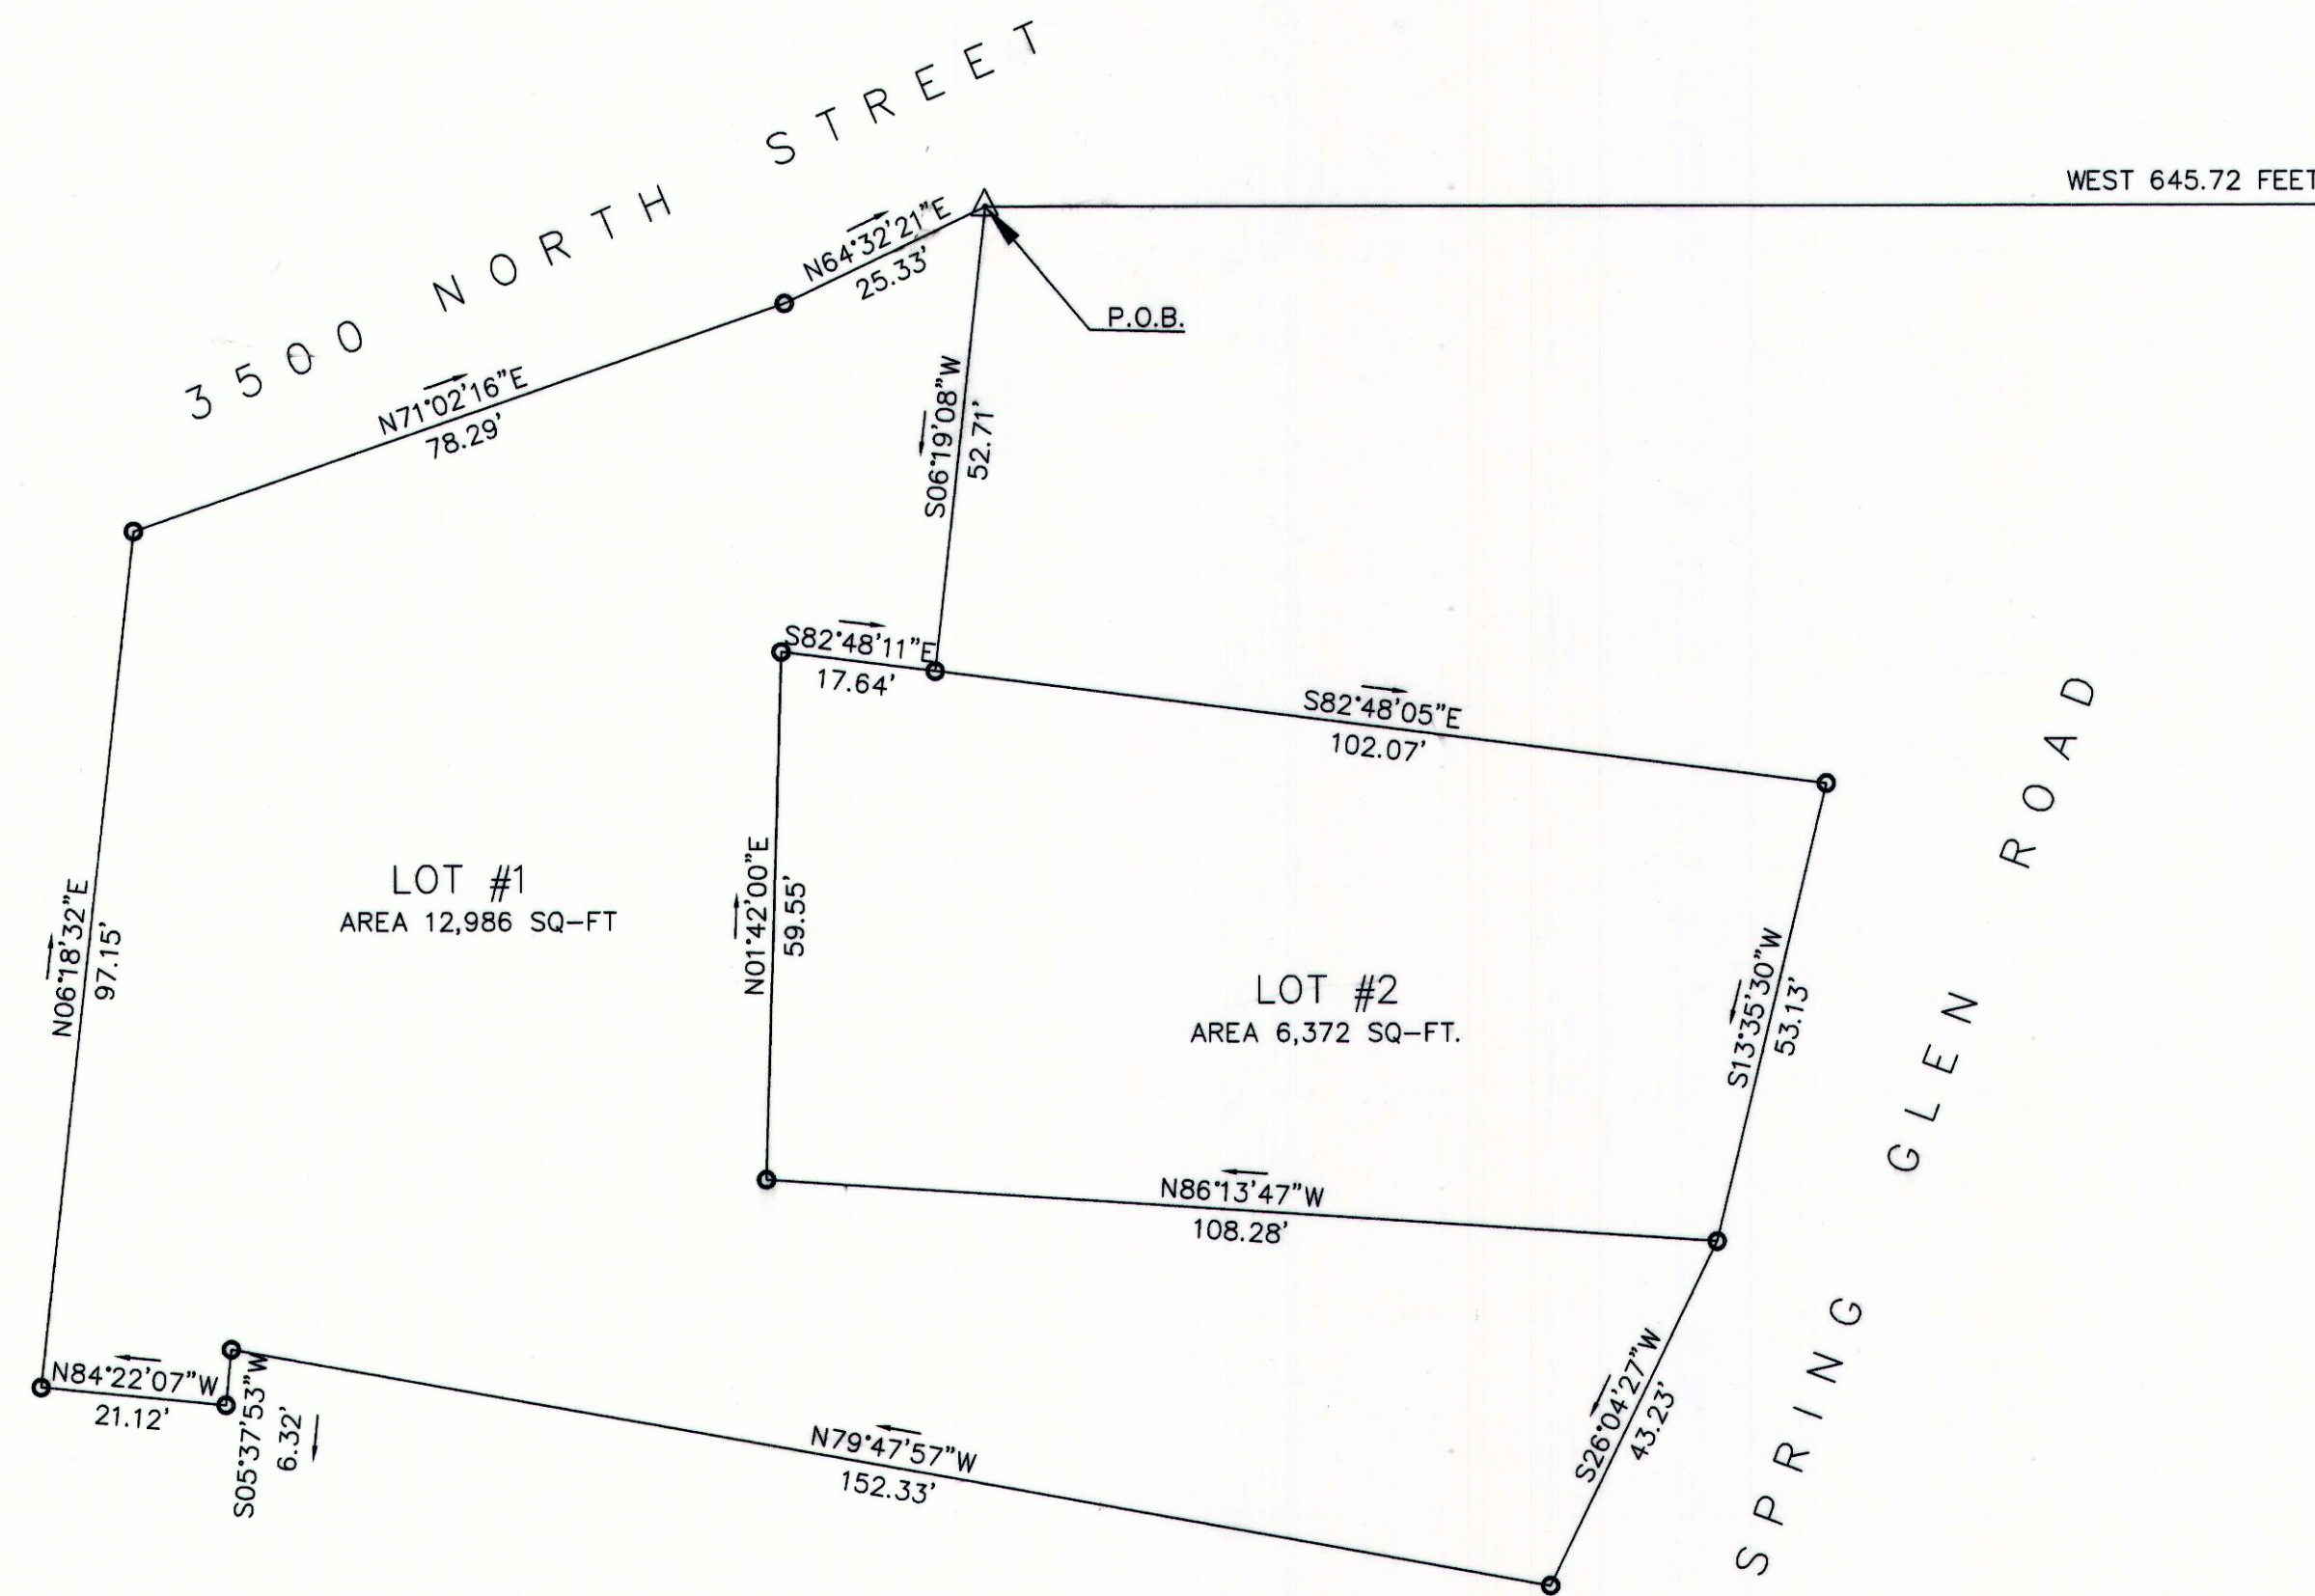 3500 NORTH STREET
WEST 645.72 FEET
N64°32'21"E
25.33'
P.O.B.
N71°02'16"E
78.29'
S06°19'08"W
52.71'
S82°48'11"E
17.64'
S82°48'05"E
102.07'
LOT #1
AREA 12,986 SQ-FT
N06°18'32"E
97.15'
N01°42'00"E
59.55'
LOT #2
AREA 6,372 SQ-FT.
S13°35'30"W
53.13'
SPRING GLEN ROAD
N86°13'47"W
108.28'
S26°04'27"W
43.23'
N84°22'07"W
21.12'
S05°37'53"W
6.32'
N79°47'57"W
152.33'